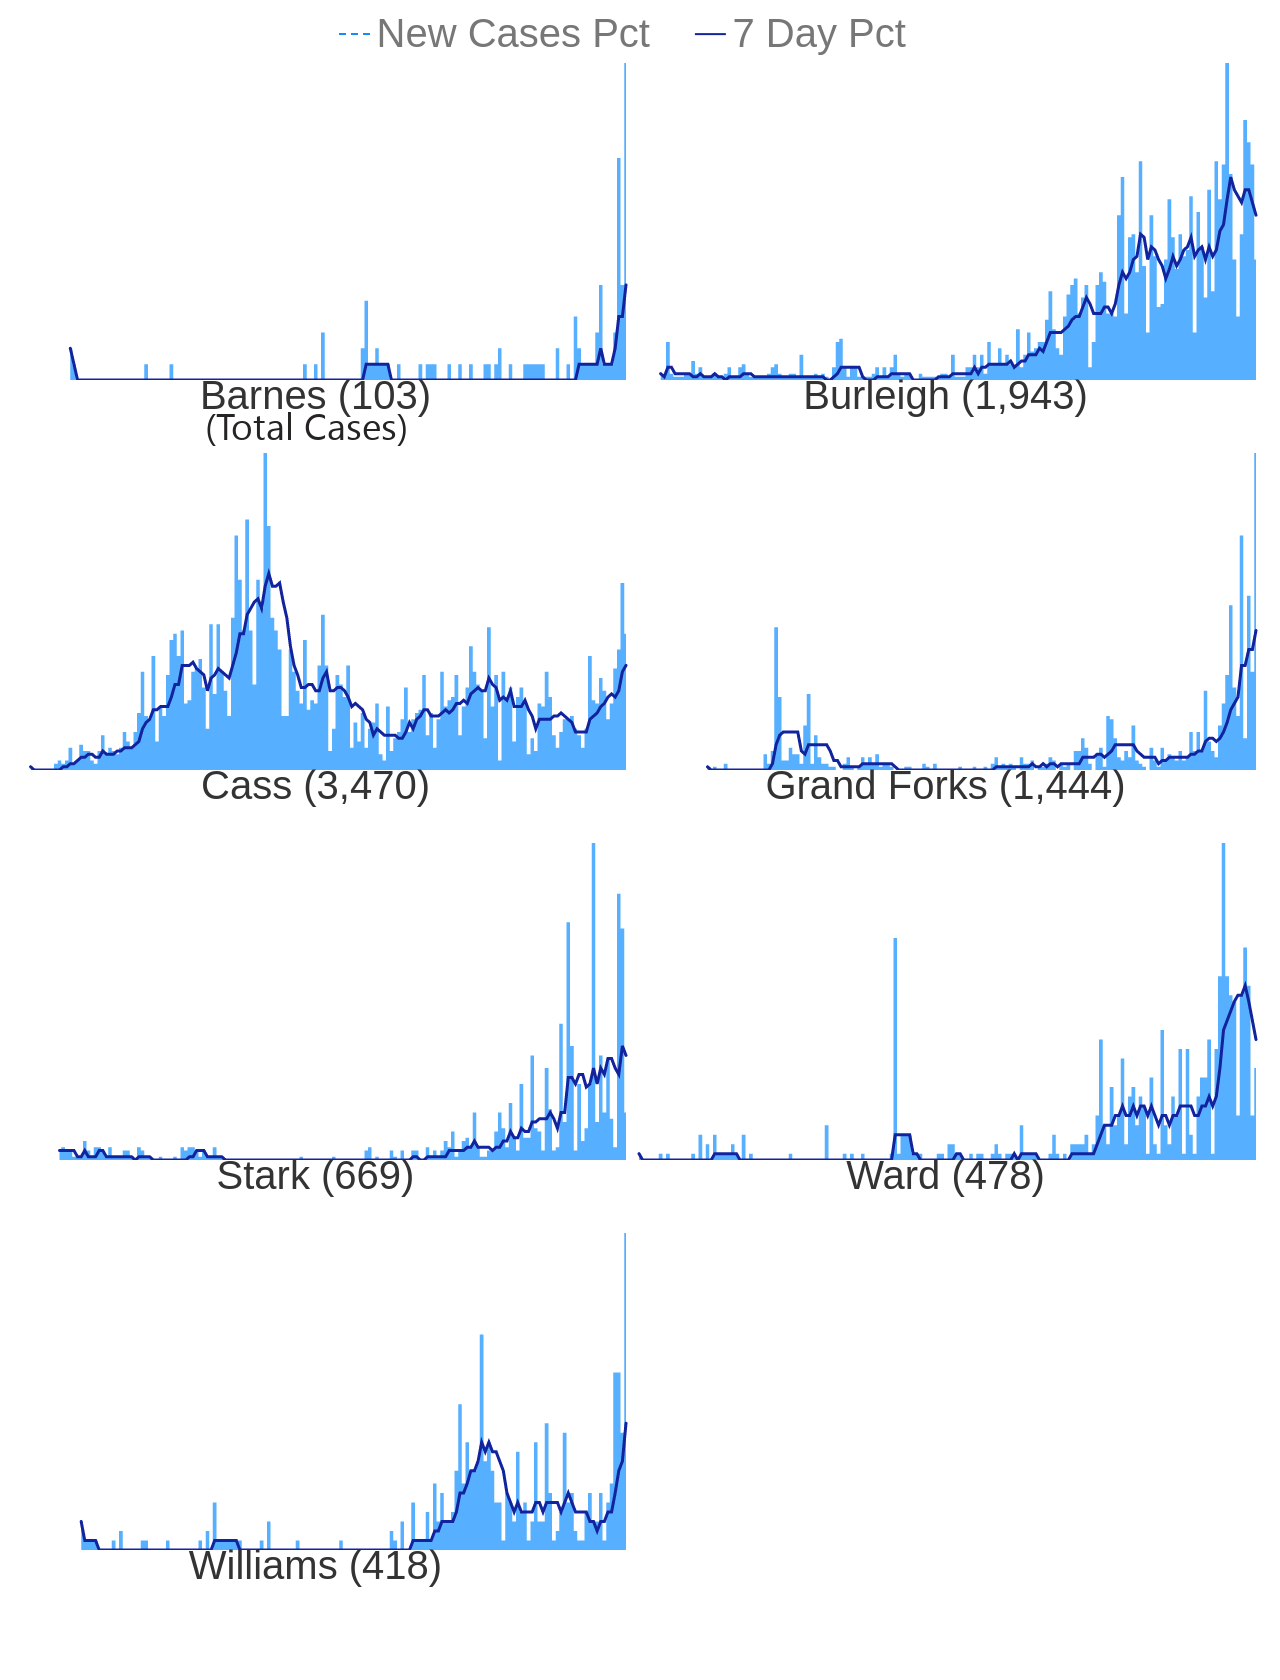 New Cases Pct 7 Day Pct
Barnes (103) Burleigh (1,943)
(Total Cases)
Cass (3,470) Grand Forks (1,444)
Stark (669) Ward (478)
Williams (418)